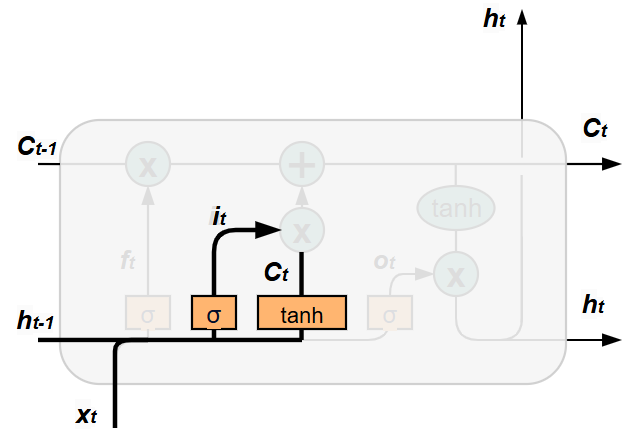 ht
Ct-1
Ct
x
+
it
x
tanh
ft
Ct
ot
x
ht-1
σ
σ
tanh
σ
ht
xt